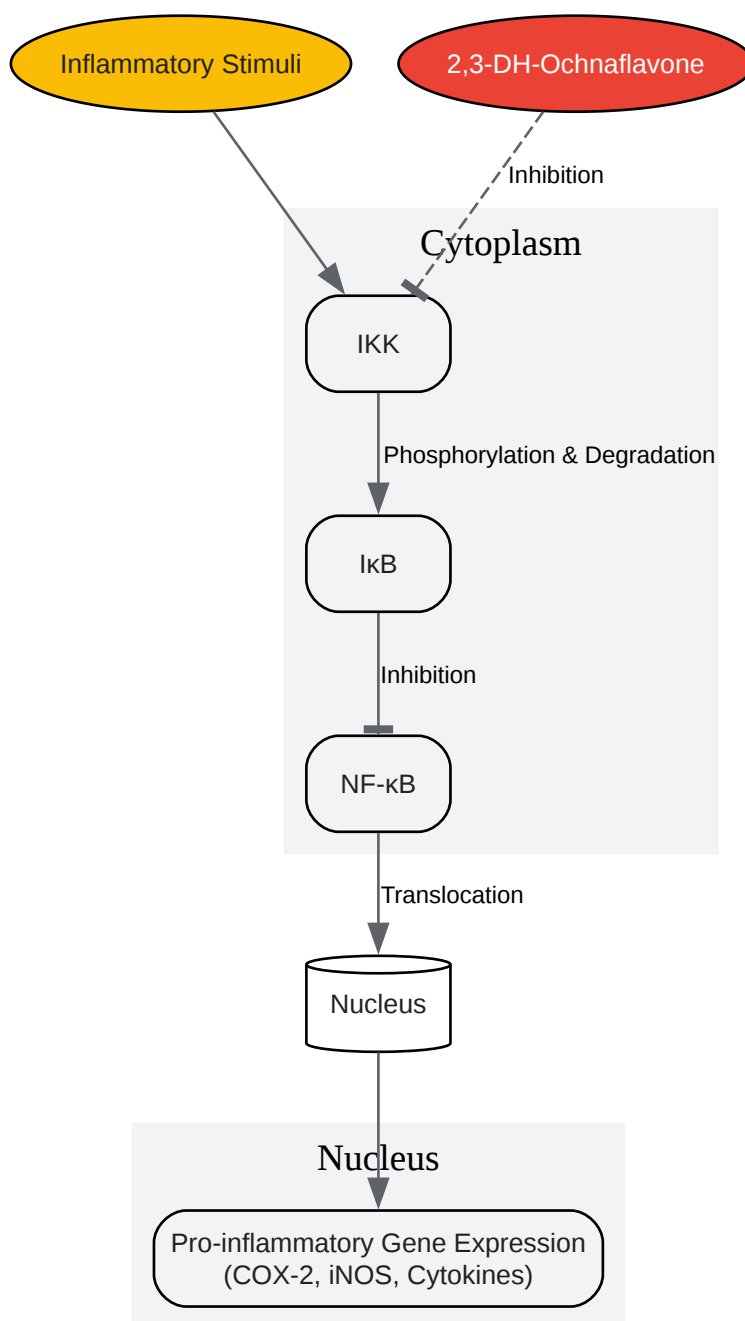 Inflammatory Stimuli
2,3-DH-Ochnaflavone
Inhibition
Cytoplasm
IKK
Phosphorylation & Degradation
IκB
Inhibition
NF-κB
Translocation
Nucleus
Nucleus
Pro-inflammatory Gene Expression
(COX-2, iNOS, Cytokines)